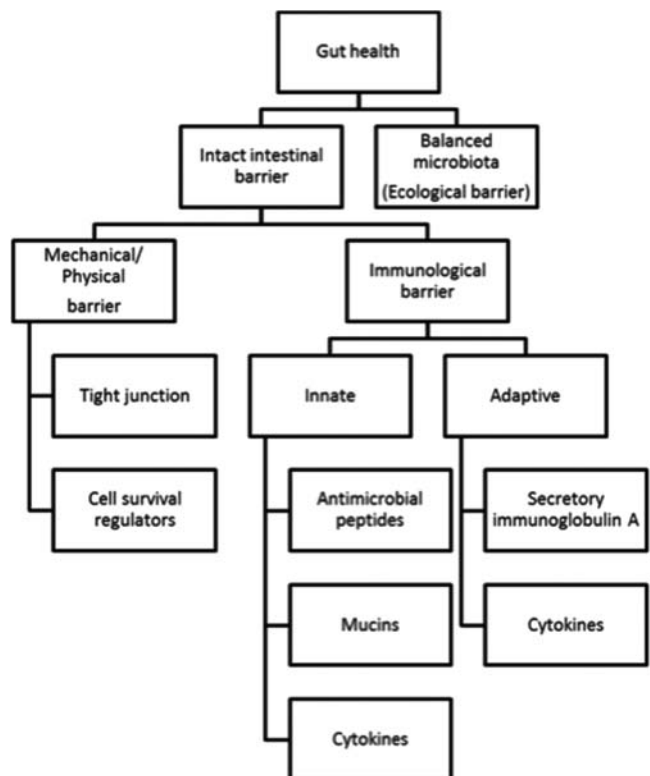 Gut health
Intact intestinal
barrier
Balanced
microbiota
(Ecological barrier)
Mechanical/
Physical
barrier
Immunological
barrier
Tight junction
Cell survival
regulators
Innate
Adaptive
Antimicrobial
peptides
Mucins
Cytokines
Secretory
immunoglobulin A
Cytokines